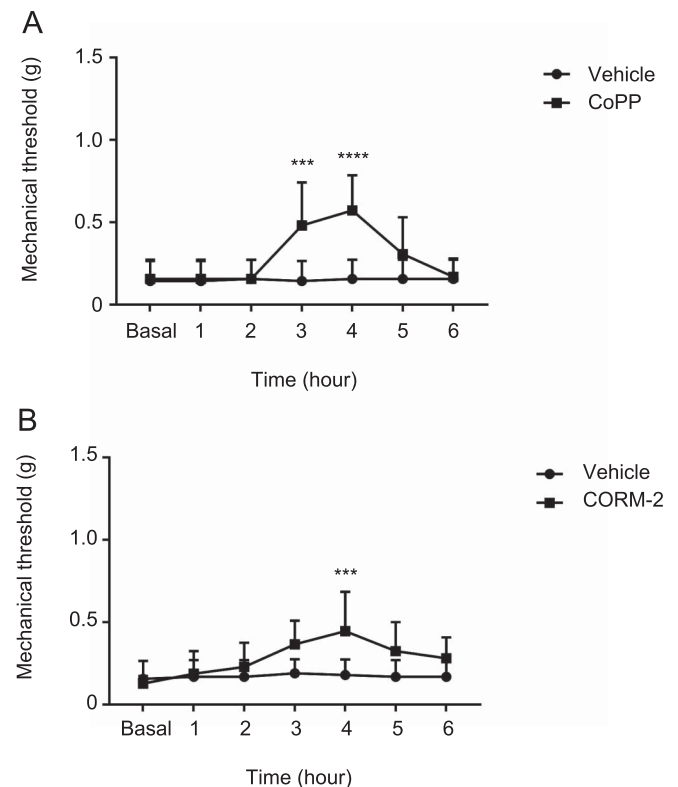 A
Mechanical threshold (g)
1.5
1.0
0.5
0
*** ****
Basal 1 2 3 4 5 6
Time (hour)
Vehicle
CoPP
B
Mechanical threshold (g)
1.5
1.0
0.5
0
***
Basal 1 2 3 4 5 6
Time (hour)
Vehicle
CORM-2